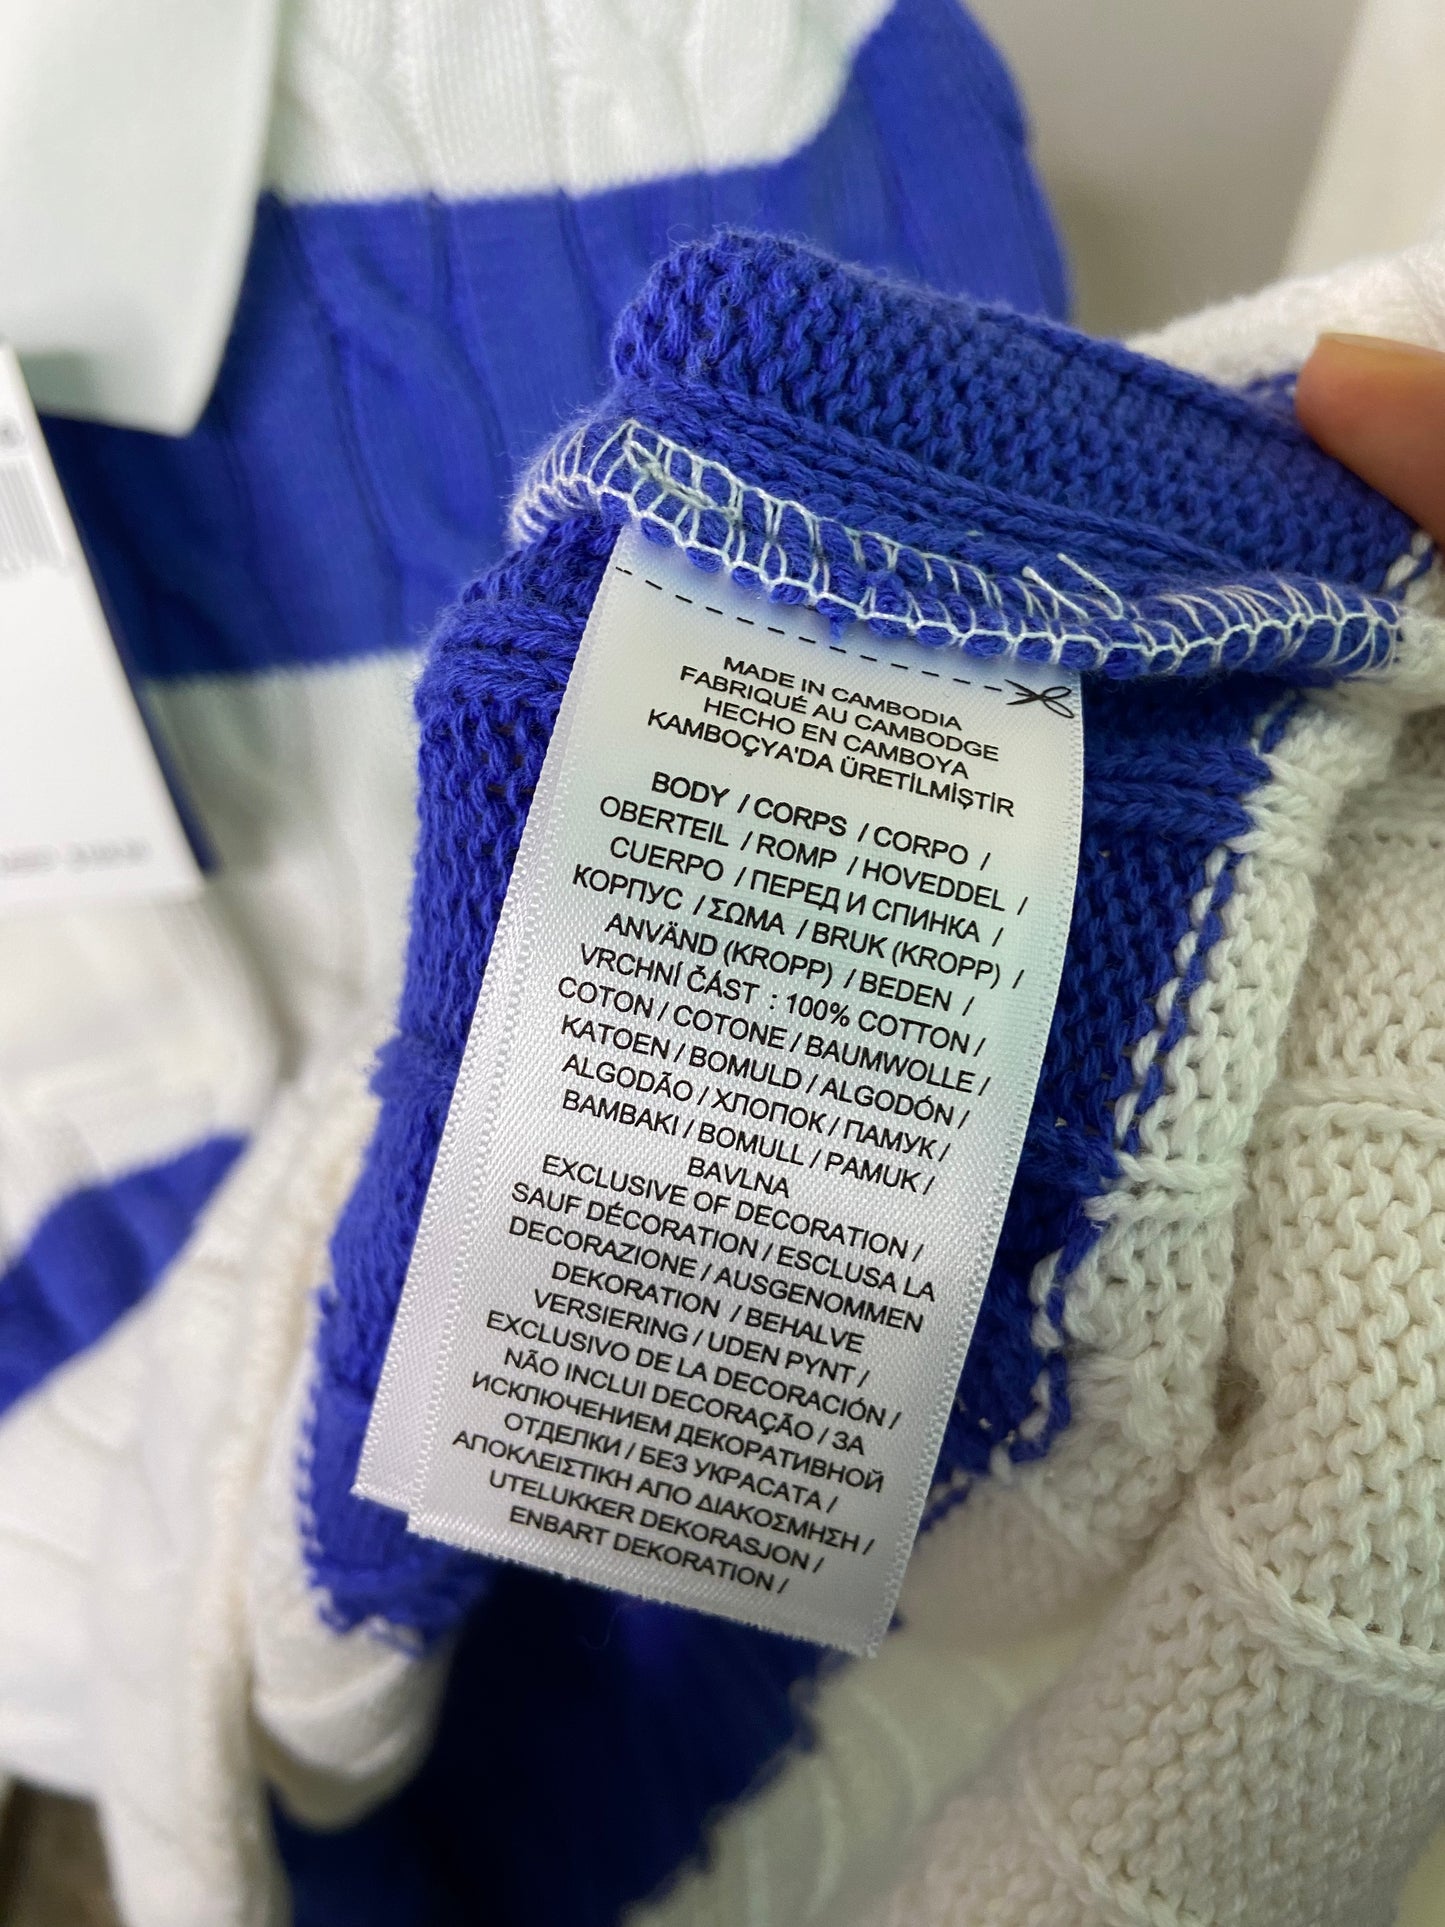 MADE IN CAMBODIA
FABRIQUÉ AU CAMBODGE
HECHO EN CAMBOYA
KAMBOÇYA'DA ÜRETİLMİŞTİR
BODY / CORPS / CORPO /
OBERTEIL / ROMP / HOVEDDEL /
CUERPO / ПЕРЕД И СПИНКА /
КОРПУС / ΣΩΜΑ / BRUK (KROPP) /
ANVÄND (KROPP) / BEDEN /
VRCHNÍ ČÁST : 100% COTTON /
COTON / COTONE / BAUMWOLLE /
KATOEN / BOMULD / ALGODÓN /
ALGODÃO / ХЛОПОК / ПАМУК /
BAMBAKI / BOMULL / PAMUK /
BAVLNA
EXCLUSIVE OF DECORATION /
SAUF DÉCORATION / ESCLUSA LA
DECORAZIONE / AUSGENOMMEN
DEKORATION / BEHALVE
VERSIERING / UDEN PYNT /
EXCLUSIVO DE LA DECORACIÓN /
NÃO INCLUI DECORAÇÃO / ЗА
ИСКЛЮЧЕНИЕМ ДЕКОРАТИВНОЙ
ОТДЕЛКИ / БЕЗ УКРАСАТА /
ΑΠΟΚΛΕΙΣΤΙΚΗ ΑΠΟ ΔΙΑΚΟΣΜΗΣΗ /
UTELUKKER DEKORASJON /
ENBART DEKORATION /